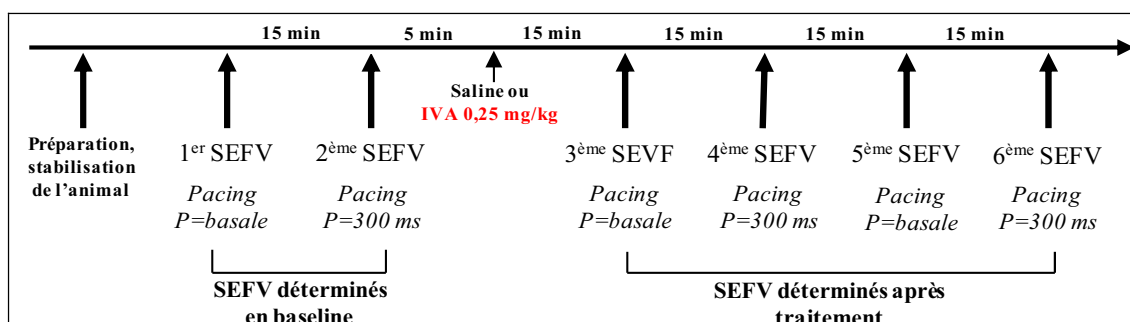 15 min 5 min 15 min 15 min 15 min 15 min
Saline ou
IVA 0,25 mg/kg
Préparation,
stabilisation
de l'animal
1er SEFV 2ème SEFV 3ème SEVF 4ème SEFV 5ème SEFV 6ème SEFV
Pacing Pacing Pacing Pacing Pacing Pacing
P=basale P=300 ms P=basale P=300 ms P=basale P=300 ms
SEFV déterminés
en baseline
SEFV déterminés après
traitement